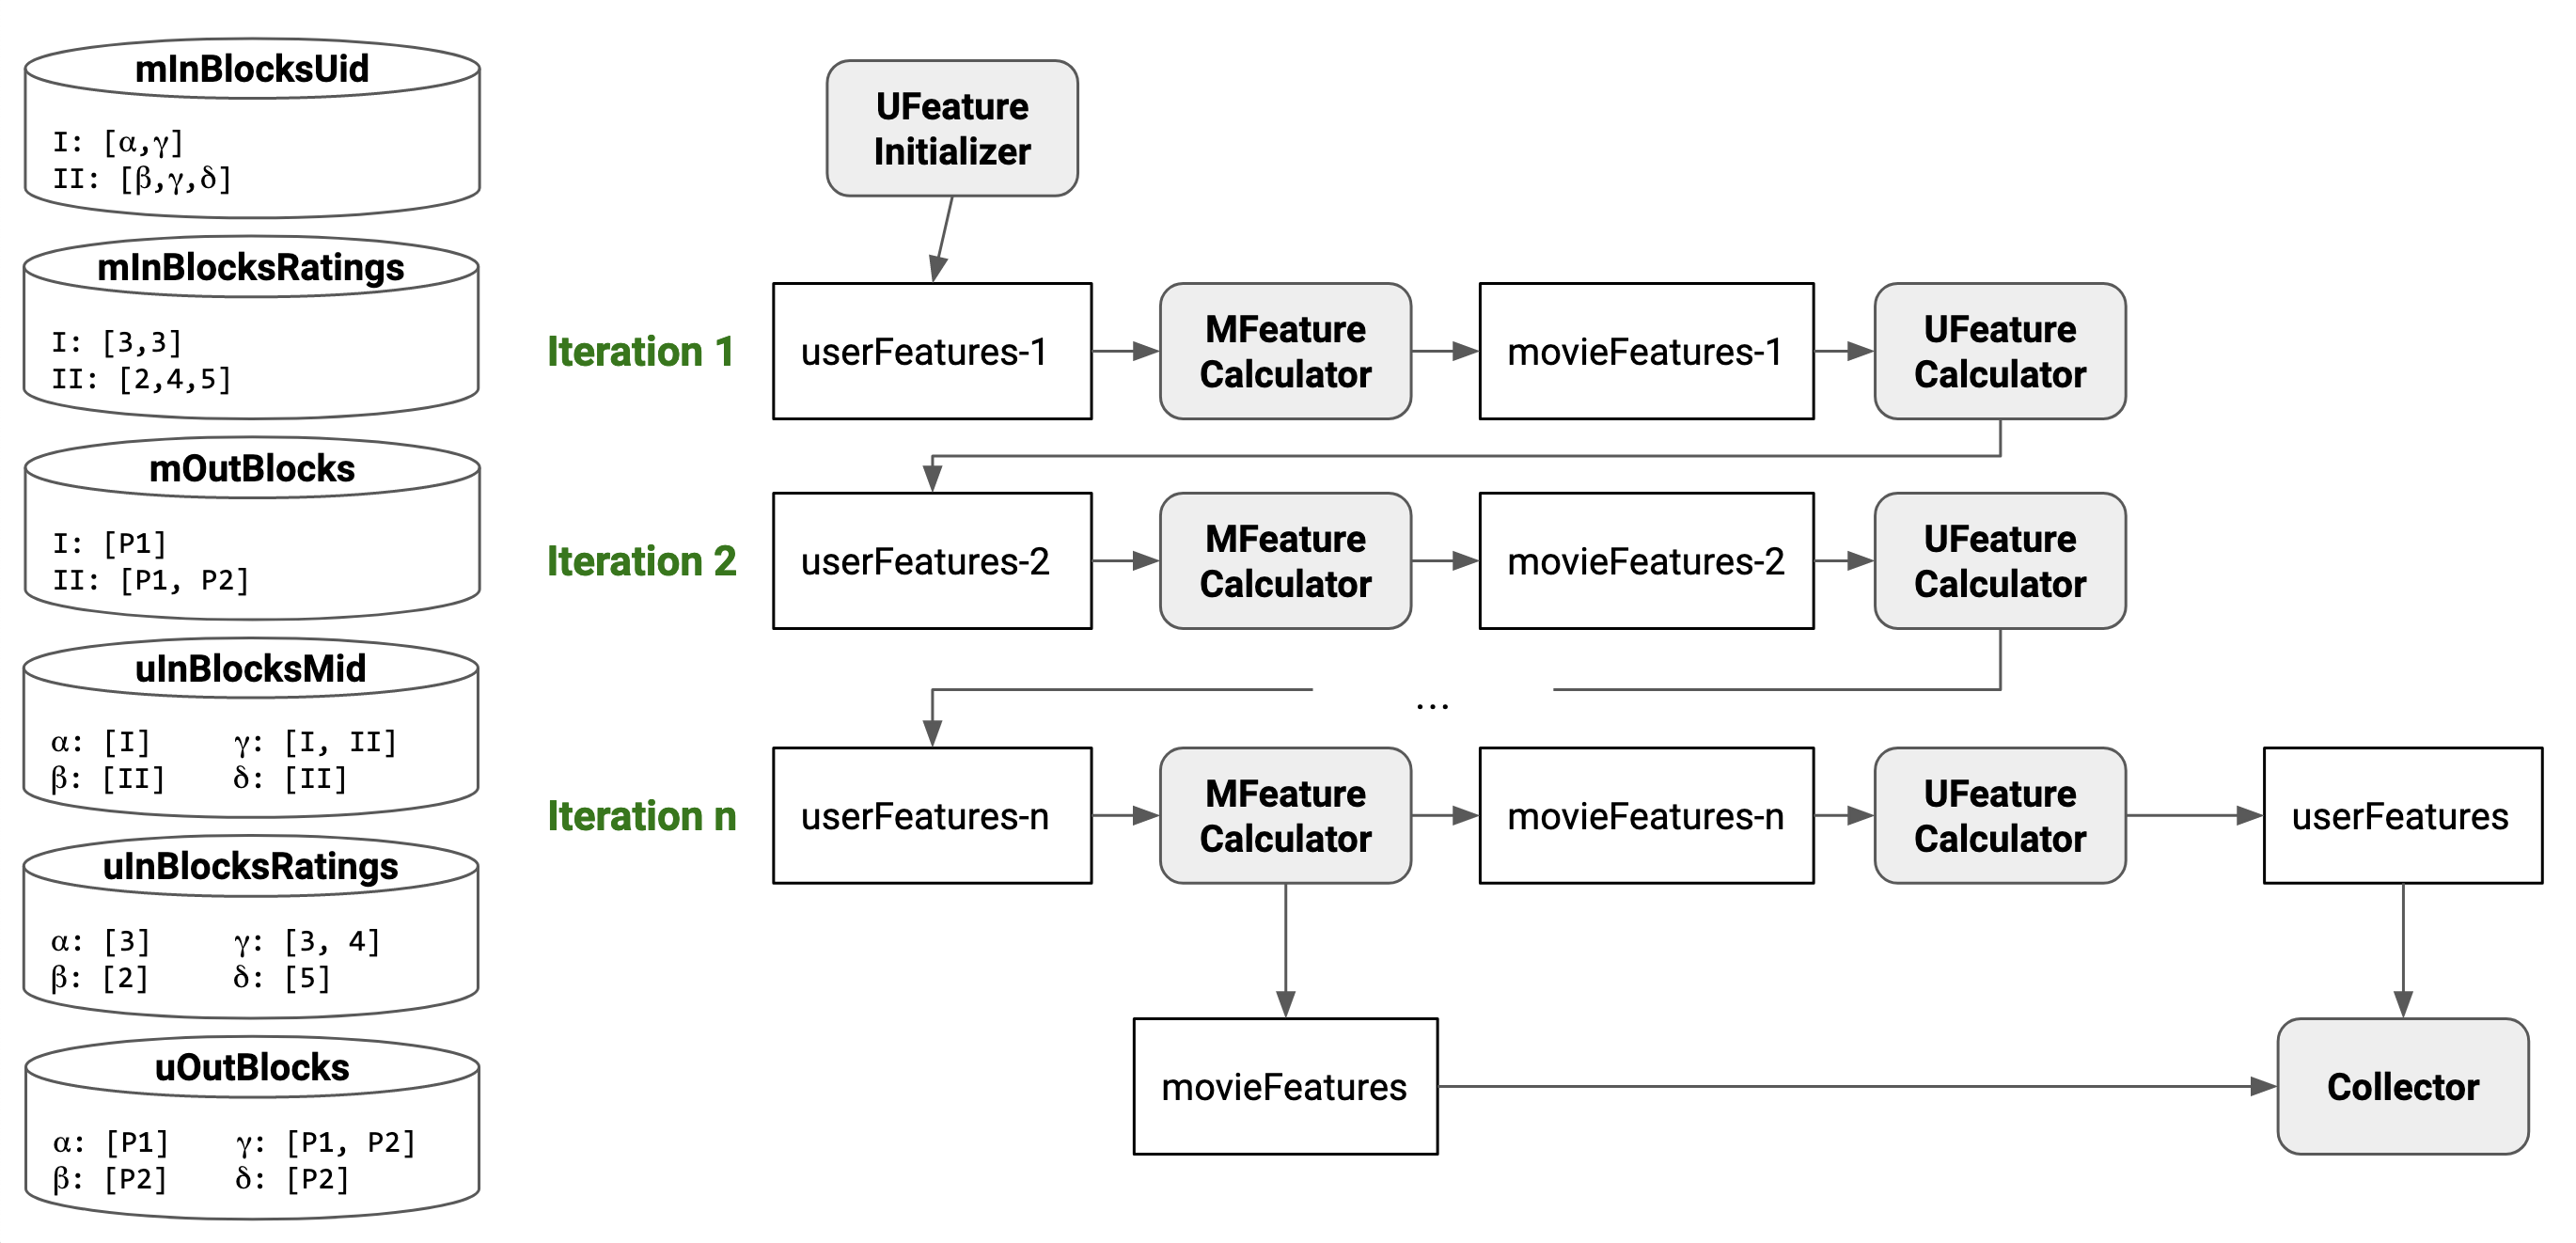 mInBlocksUid
I: [α,γ]
II: [β,γ,δ]
mInBlocksRatings
I: [3,3]
II: [2,4,5]
mOutBlocks
I: [P1]
II: [P1, P2]
uInBlocksMid
α: [I] γ: [I, II]
β: [II] δ: [II]
uInBlocksRatings
α: [3] γ: [3, 4]
β: [2] δ: [5]
uOutBlocks
α: [P1] γ: [P1, P2]
β: [P2] δ: [P2]
UFeature
Initializer
Iteration 1
userFeatures-1
MFeature
Calculator
movieFeatures-1
UFeature
Calculator
Iteration 2
userFeatures-2
MFeature
Calculator
movieFeatures-2
UFeature
Calculator
...
Iteration n
userFeatures-n
MFeature
Calculator
movieFeatures-n
UFeature
Calculator
userFeatures
movieFeatures
Collector